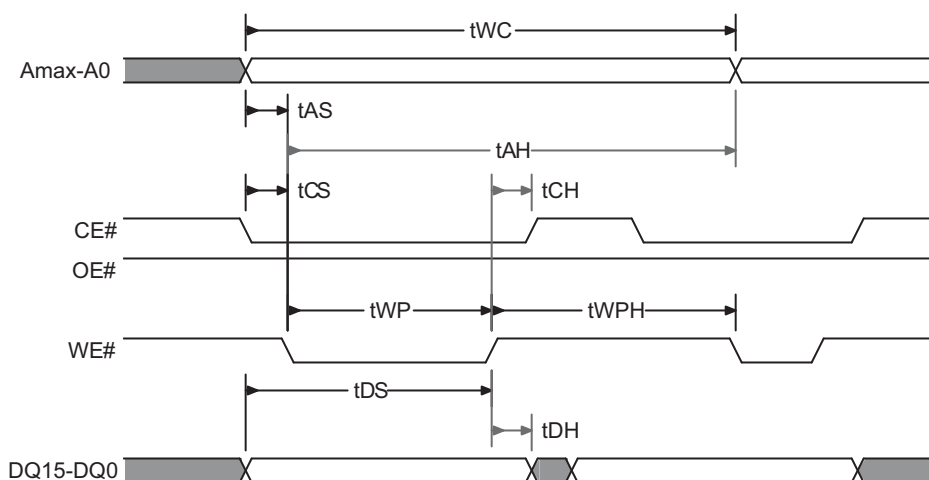 tWC
Amax-A0
tAS
tAH
tCS
tCH
CE#
OE#
tWP
tWPH
WE#
tDS
tDH
DQ15-DQ0